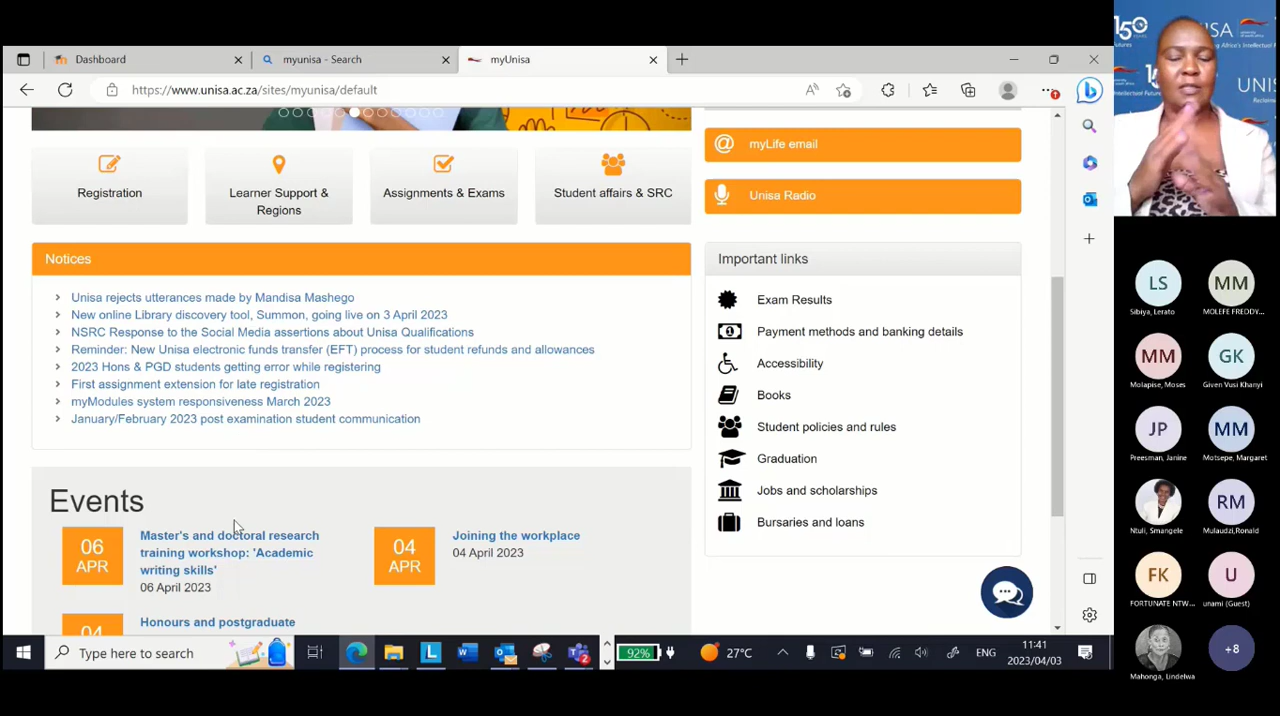 Dashboard
myunisa - Search
myUnisa
https://www.unisa.ac.za/sites/myunisa/default
Registration
Learner Support &
Regions
Assignments & Exams
Student affairs & SRC
myLife email
Unisa Radio
Notices
Unisa rejects utterances made by Mandisa Mashego
New online Library discovery tool, Summon, going live on 3 April 2023
NSRC Response to the Social Media assertions about Unisa Qualifications
Reminder: New Unisa electronic funds transfer (EFT) process for student refunds and allowances
2023 Hons & PGD students getting error while registering
First assignment extension for late registration
myModules system responsiveness March 2023
January/February 2023 post examination student communication
Important links
Exam Results
Payment methods and banking details
Accessibility
Books
Student policies and rules
Graduation
Jobs and scholarships
Bursaries and loans
Events
06
APR
Master's and doctoral research
training workshop: 'Academic
writing skills'
06 April 2023
04
APR
Joining the workplace
04 April 2023
04
Honours and postgraduate
Type here to search
92%
27°C
ENG
11:41
2023/04/03
LS
Sibiya, Lerato
MM
MOLEFE FREDDY...
MM
Molapise, Moses
GK
Given Vusi Khanyi
JP
Preesman, Janine
MM
Motsepe, Margaret
Ntuli, Smangele
RM
Mulaudzi,Ronald
FK
FORTUNATE NTW...
U
unami (Guest)
Mahonga, Lindelwa
+8